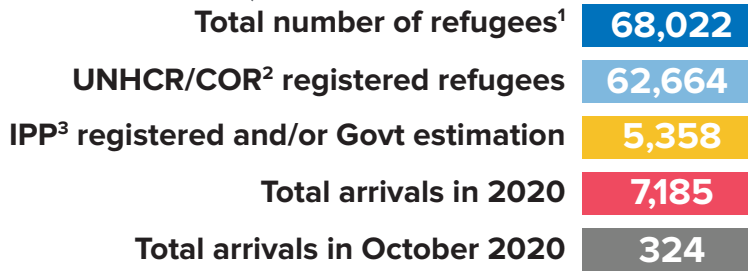 Total number of refugees¹ 68,022
UNHCR/COR² registered refugees 62,664
IPP³ registered and/or Govt estimation 5,358
Total arrivals in 2020 7,185
Total arrivals in October 2020 324